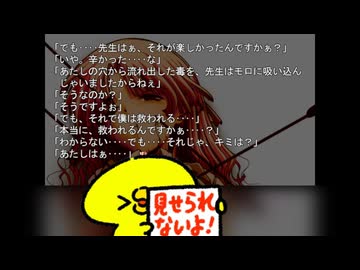 「でも‥‥先生はぁ、それが楽しかったんですかぁ？」
「いや。辛かった‥‥な」
「あたしの穴から流れ出した毒を、先生はモロに吸い込ん
じゃいましたからねぇ」
「そうなのか？」
「そうですよぉ」
「でも、それで僕は救われる‥‥」
「本当に、救われるんですかぁ‥‥？」
「わからない‥‥でも‥‥それじゃ、キミは？」
「あたしはぁ‥‥」
見せられ
ないよ！